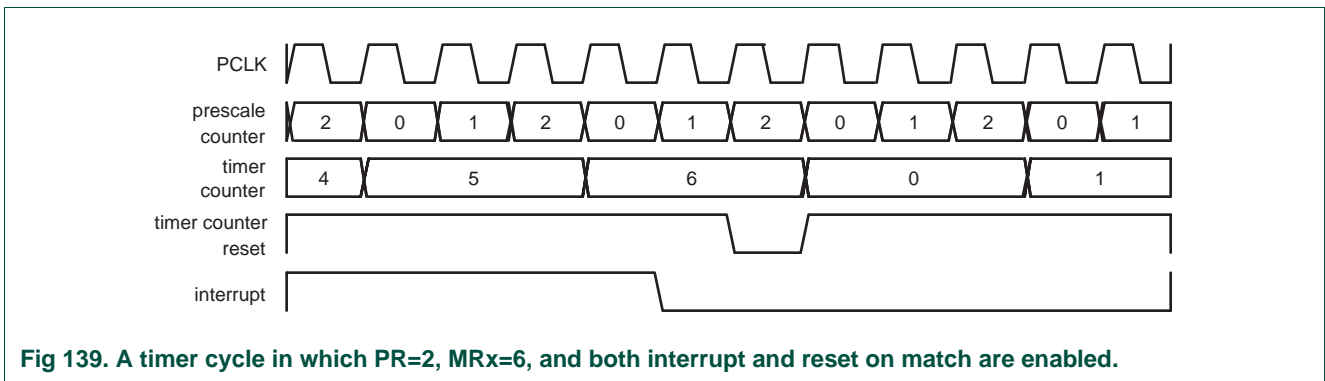 PCLK
prescale
counter
2 0 1 2 0 1 2 0 1 2 0 1
timer
counter
4 5 6 0 1
timer counter
reset
interrupt
Fig 139. A timer cycle in which PR=2, MRx=6, and both interrupt and reset on match are enabled.